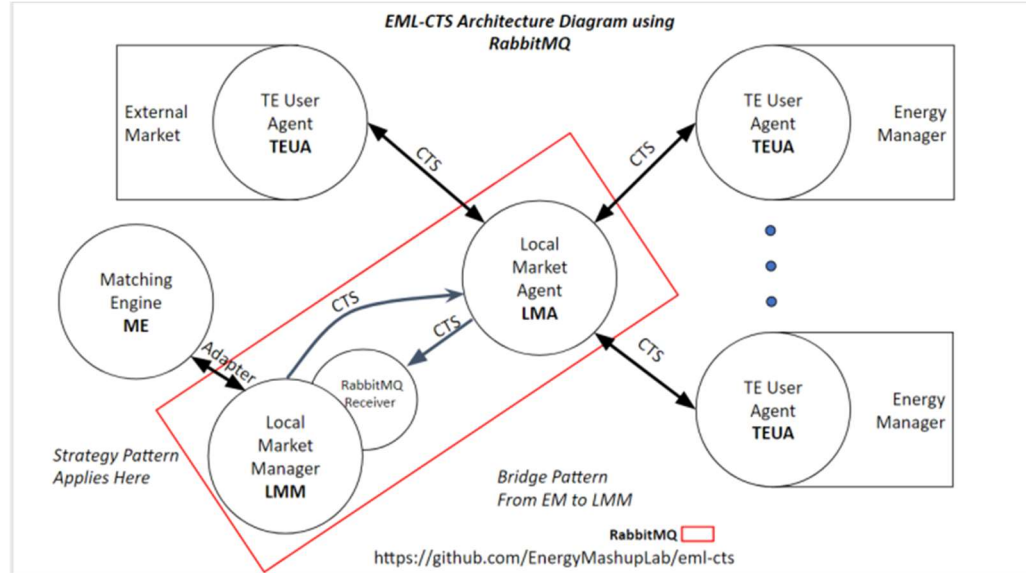 EML-CTS Architecture Diagram using
RabbitMQ
External
Market
TE User
Agent
TEUA
CTS
CTS
TE User
Agent
TEUA
Energy
Manager
Matching
Engine
ME
Adapter
CTS
CTS
Local
Market
Agent
LMA
RabbitMQ
Receiver
Local
Market
Manager
LMM
CTS
TE User
Agent
TEUA
Energy
Manager
Strategy Pattern
Applies Here
Bridge Pattern
From EM to LMM
RabbitMQ
https://github.com/EnergyMashupLab/eml-cts